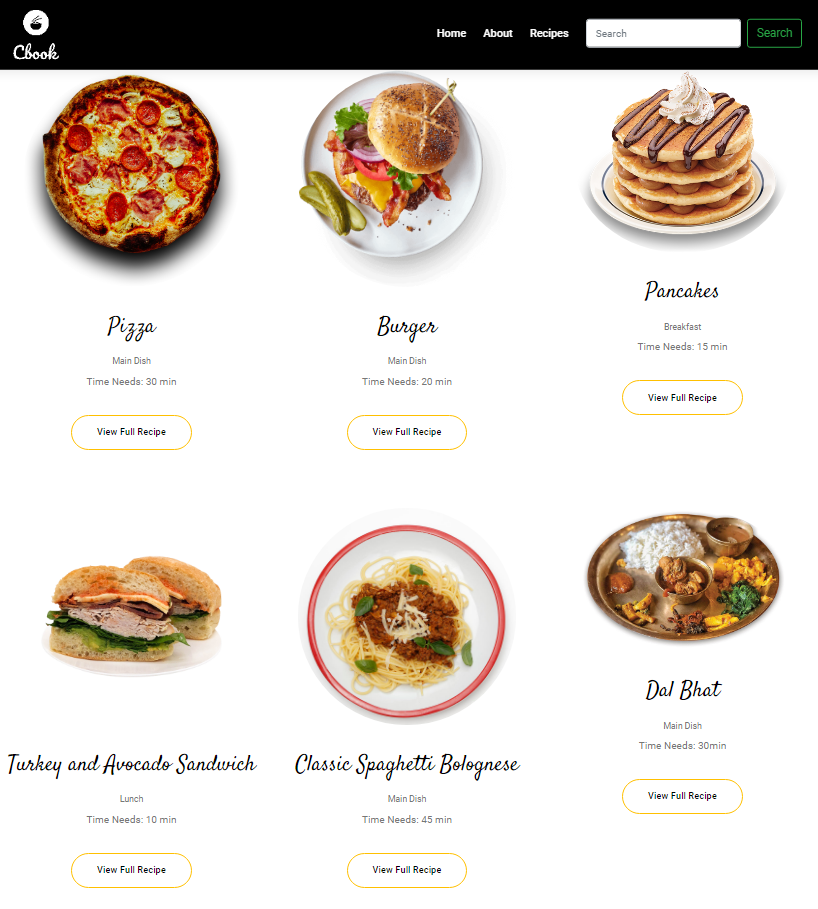 Cbook
Home
About
Recipes
Search
Search
Pizza
Main Dish
Time Needs: 30 min
View Full Recipe
Burger
Main Dish
Time Needs: 20 min
View Full Recipe
Pancakes
Breakfast
Time Needs: 15 min
View Full Recipe
Turkey and Avocado Sandwich
Lunch
Time Needs: 10 min
View Full Recipe
Classic Spaghetti Bolognese
Main Dish
Time Needs: 45 min
View Full Recipe
Dal Bhat
Main Dish
Time Needs: 30min
View Full Recipe